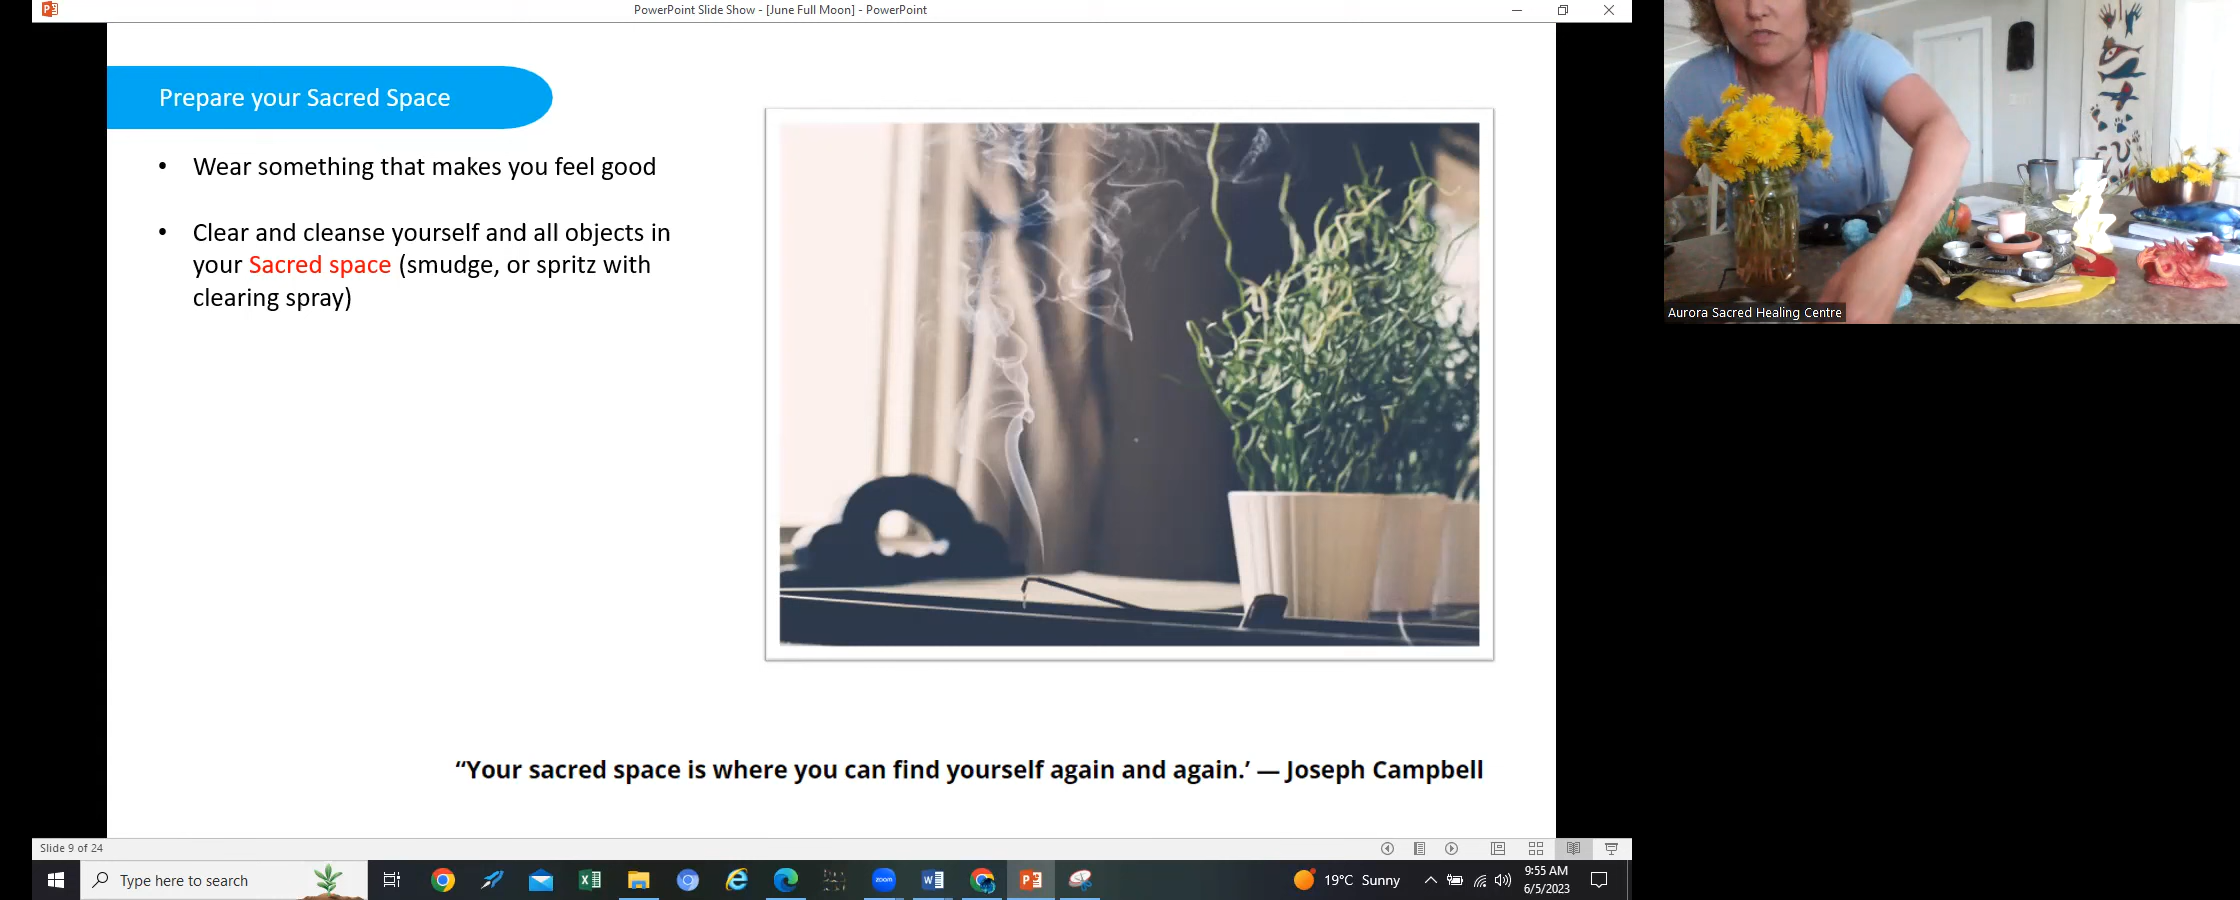 PowerPoint Slide Show - [June Full Moon] - PowerPoint
Prepare your Sacred Space
• Wear something that makes you feel good
• Clear and cleanse yourself and all objects in
your Sacred space (smudge, or spritz with
clearing spray)
“Your sacred space is where you can find yourself again and again.’ — Joseph Campbell
Aurora Sacred Healing Centre
Slide 9 of 24
Type here to search
zoom
19°C Sunny
9:55 AM
6/5/2023